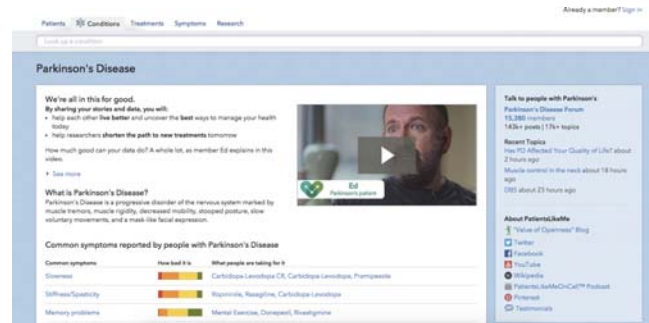 Already a member? Sign in
Patients Conditions Treatments Symptoms Research
Look up a condition
Parkinson's Disease
We're all in this for good.
By sharing your stories and data, you will:
• help each other live better and uncover the best ways to manage your health
today
• help researchers shorten the path to new treatments tomorrow
How much good can your data do? A whole lot, as member Ed explains in this
video.
See more
What is Parkinson's Disease?
Parkinson's Disease is a progressive disorder of the nervous system marked by
muscle tremors, muscle rigidity, decreased mobility, stooped posture, slow
voluntary movements, and a mask-like facial expression.
Ed
Parkinson's patient
Common symptoms reported by people with Parkinson's Disease
Common symptoms How bad it is What people are taking for it
Slowness Carbidopa-Levodopa CR, Carbidopa-Levodopa, Pramipexole
Stiffness/Spasticity Ropinirole, Rasagiline, Carbidopa-Levodopa
Memory problems Mental Exercise, Donepezil, Rivastigmine
Talk to people with Parkinson's
Parkinson's Disease Forum
15,380 members
143k+ posts | 17k+ topics
Recent Topics
Has PD Affected Your Quality of Life? about
2 hours ago
Muscle control in the neck about 18 hours
ago
DBS about 23 hours ago
About PatientsLikeMe
"Value of Openness" Blog
Twitter
Facebook
YouTube
Wikipedia
PatientsLikeMeOnCall™ Podcast
Pinterest
Testimonials